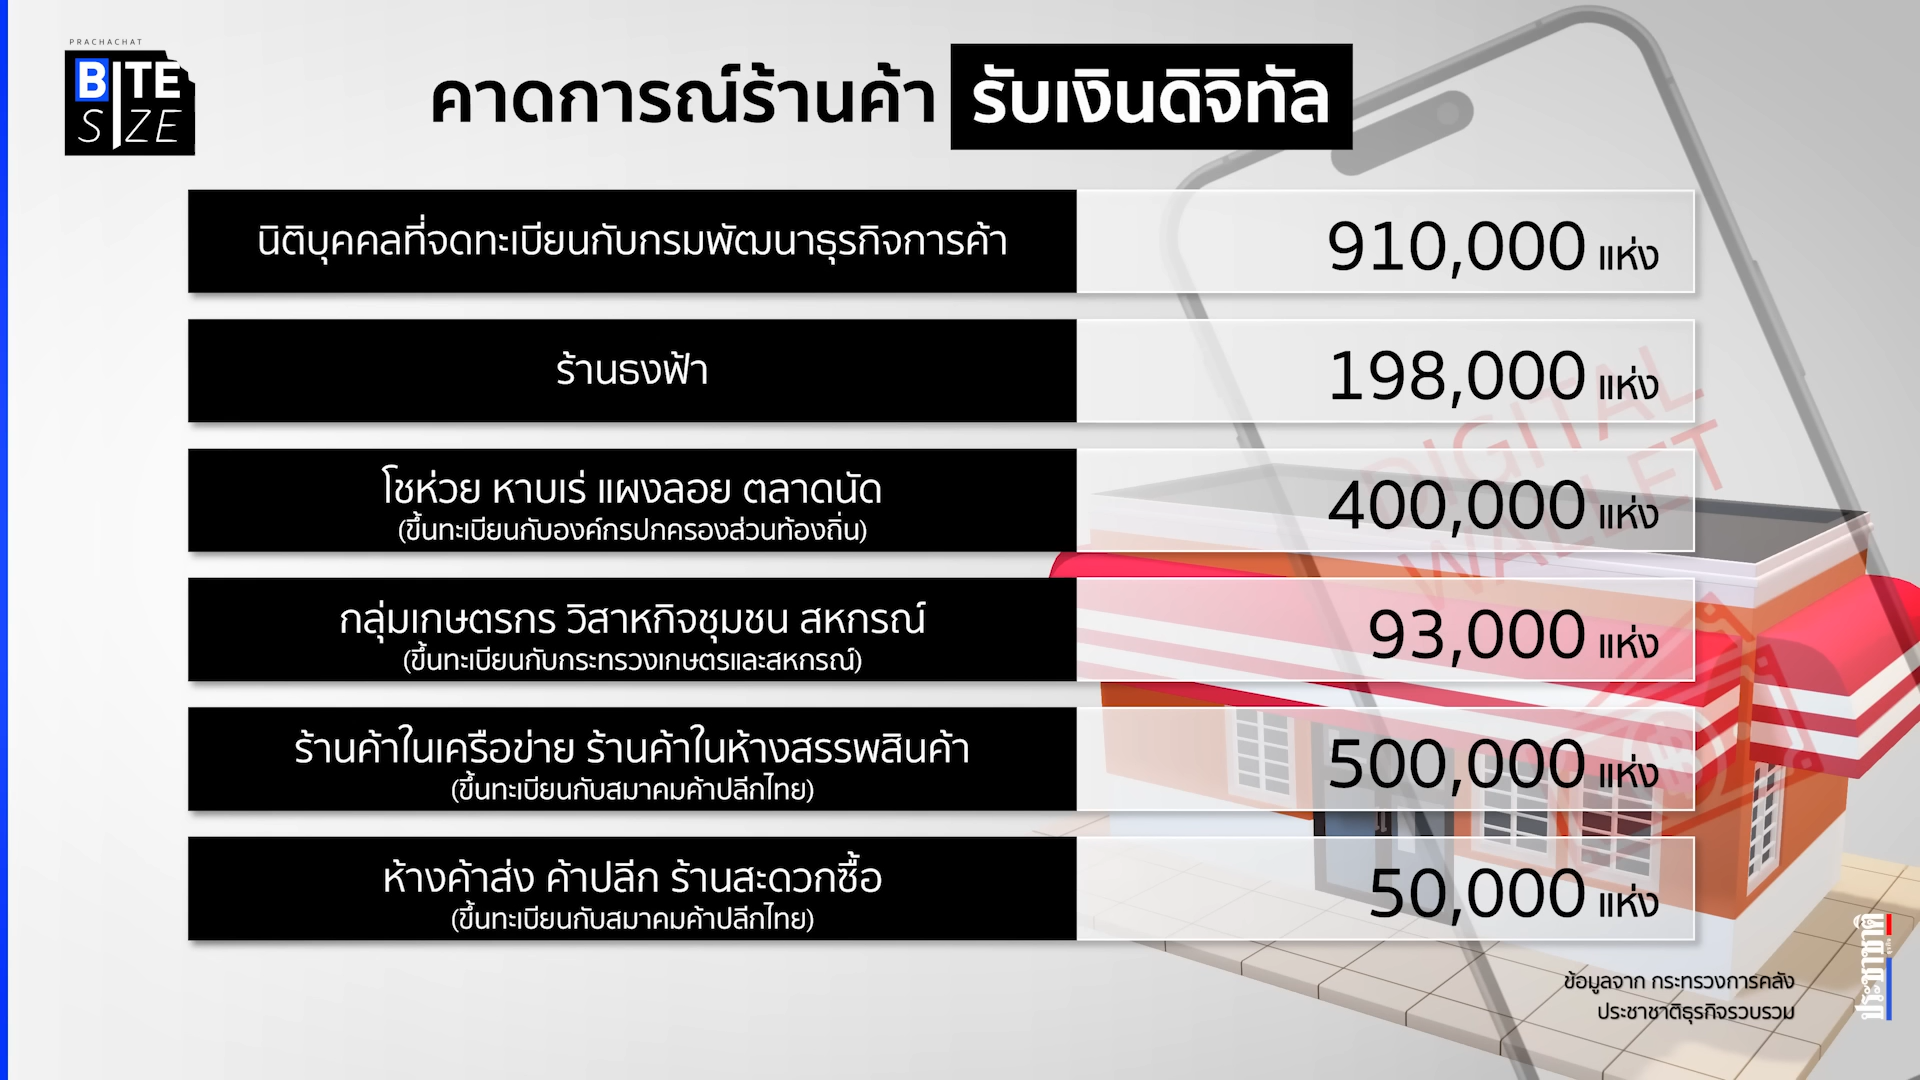 PRACHACHAT
BITE
SIZE
คาดการณ์ร้านค้า รับเงินดิจิทัล
นิติบุคคลที่จดทะเบียนกับกรมพัฒนาธุรกิจการค้า 910,000 แห่ง
ร้านธงฟ้า 198,000 แห่ง
โชห่วย หาบเร่ แผงลอย ตลาดนัด 400,000 แห่ง
(ขึ้นทะเบียนกับองค์กรปกครองส่วนท้องถิ่น)
กลุ่มเกษตรกร วิสาหกิจชุมชน สหกรณ์ 93,000 แห่ง
(ขึ้นทะเบียนกับกระทรวงเกษตรและสหกรณ์)
ร้านค้าในเครือข่าย ร้านค้าในห้างสรรพสินค้า 500,000 แห่ง
(ขึ้นทะเบียนกับสมาคมค้าปลีกไทย)
ห้างค้าส่ง ค้าปลีก ร้านสะดวกซื้อ 50,000 แห่ง
(ขึ้นทะเบียนกับสมาคมค้าปลีกไทย)
DIGITAL
WALLET
ข้อมูลจาก กระทรวงการคลัง
ประชาชาติธุรกิจรวบรวม
ประชาชาติ
ธุรกิจ